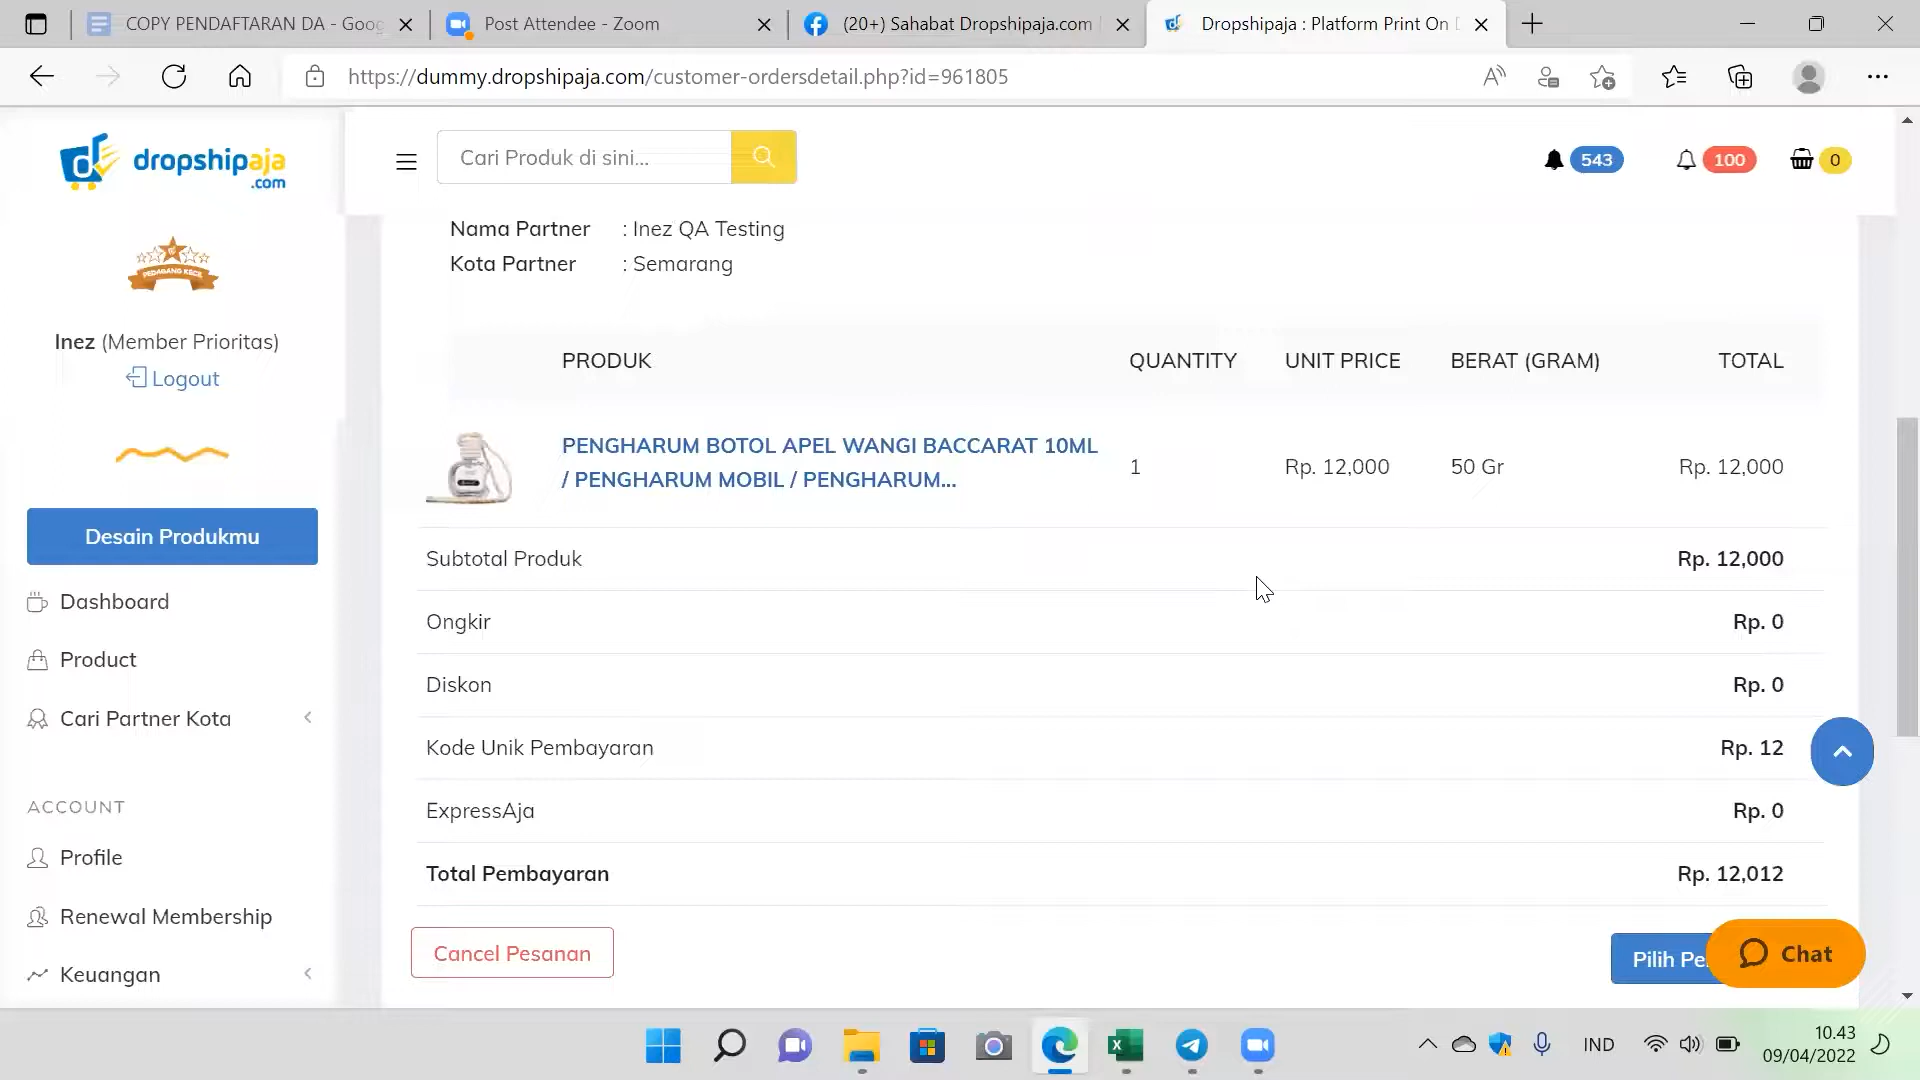 COPY PENDAFTARAN DA - Goog
Post Attendee - Zoom
(20+) Sahabat Dropshipaja.com
Dropshipaja : Platform Print On D
https://dummy.dropshipaja.com/customer-ordersdetail.php?id=961805
dropshipaja
.com
Cari Produk di sini...
543
100
0
PEDAGANG KECIL
Inez (Member Prioritas)
Logout
Desain Produkmu
Dashboard
Product
Cari Partner Kota
ACCOUNT
Profile
Renewal Membership
Keuangan
Nama Partner : Inez QA Testing
Kota Partner : Semarang
PRODUK QUANTITY UNIT PRICE BERAT (GRAM) TOTAL
PENGHARUM BOTOL APEL WANGI BACCARAT 10ML
/ PENGHARUM MOBIL / PENGHARUM...
1 Rp. 12,000 50 Gr Rp. 12,000
Subtotal Produk Rp. 12,000
Ongkir Rp. 0
Diskon Rp. 0
Kode Unik Pembayaran Rp. 12
ExpressAja Rp. 0
Total Pembayaran Rp. 12,012
Cancel Pesanan
Pilih Pe
Chat
IND
10.43
09/04/2022